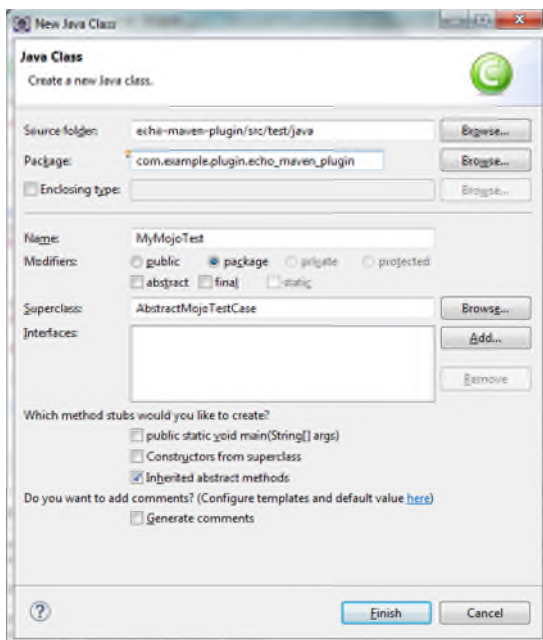 New Java Class
Java Class
Create a new Java class.
Source folder: echo-maven-plugin/src/test/java Browse...
Package: com.example.plugin.echo_maven_plugin Browse...
Enclosing type: Browse...
Name: MyMojoTest
Modifiers: public package private protected
abstract final static
Superclass: AbstractMojoTestCase Browse...
Interfaces: Add...
Remove
Which method stubs would you like to create?
public static void main(String[] args)
Constructors from superclass
Inherited abstract methods
Do you want to add comments? (Configure templates and default value here)
Generate comments
Finish Cancel